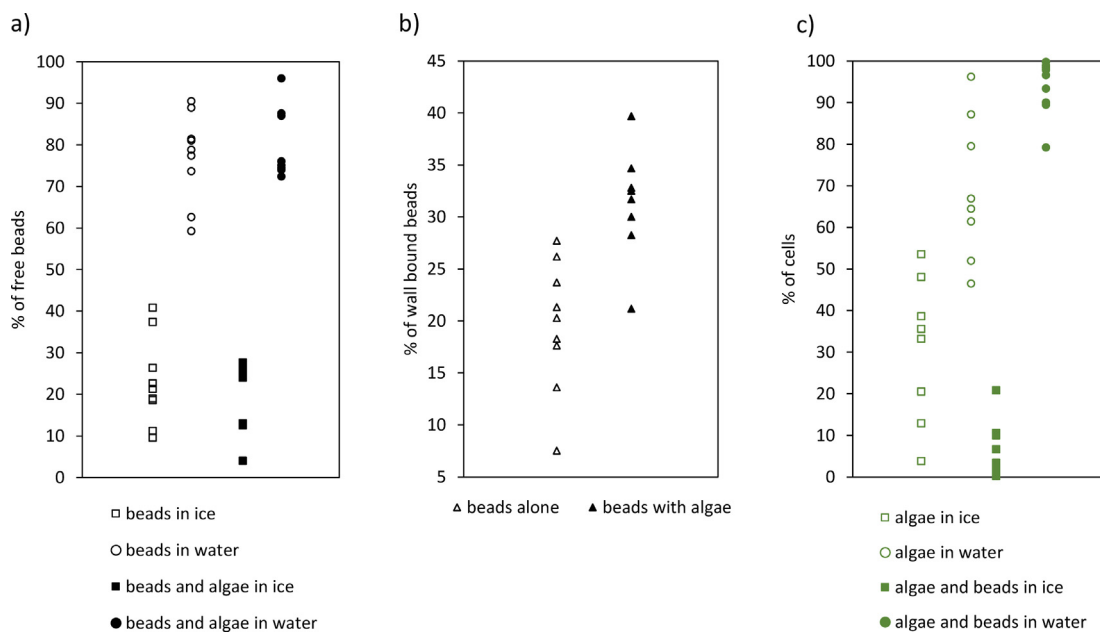 a)
% of free beads
100
90
80
70
60
50
40
30
20
10
0
beads in ice
beads in water
beads and algae in ice
beads and algae in water
b)
% of wall bound beads
45
40
35
30
25
20
15
10
5
beads alone beads with algae
c)
% of cells
100
90
80
70
60
50
40
30
20
10
0
algae in ice
algae in water
algae and beads in ice
algae and beads in water